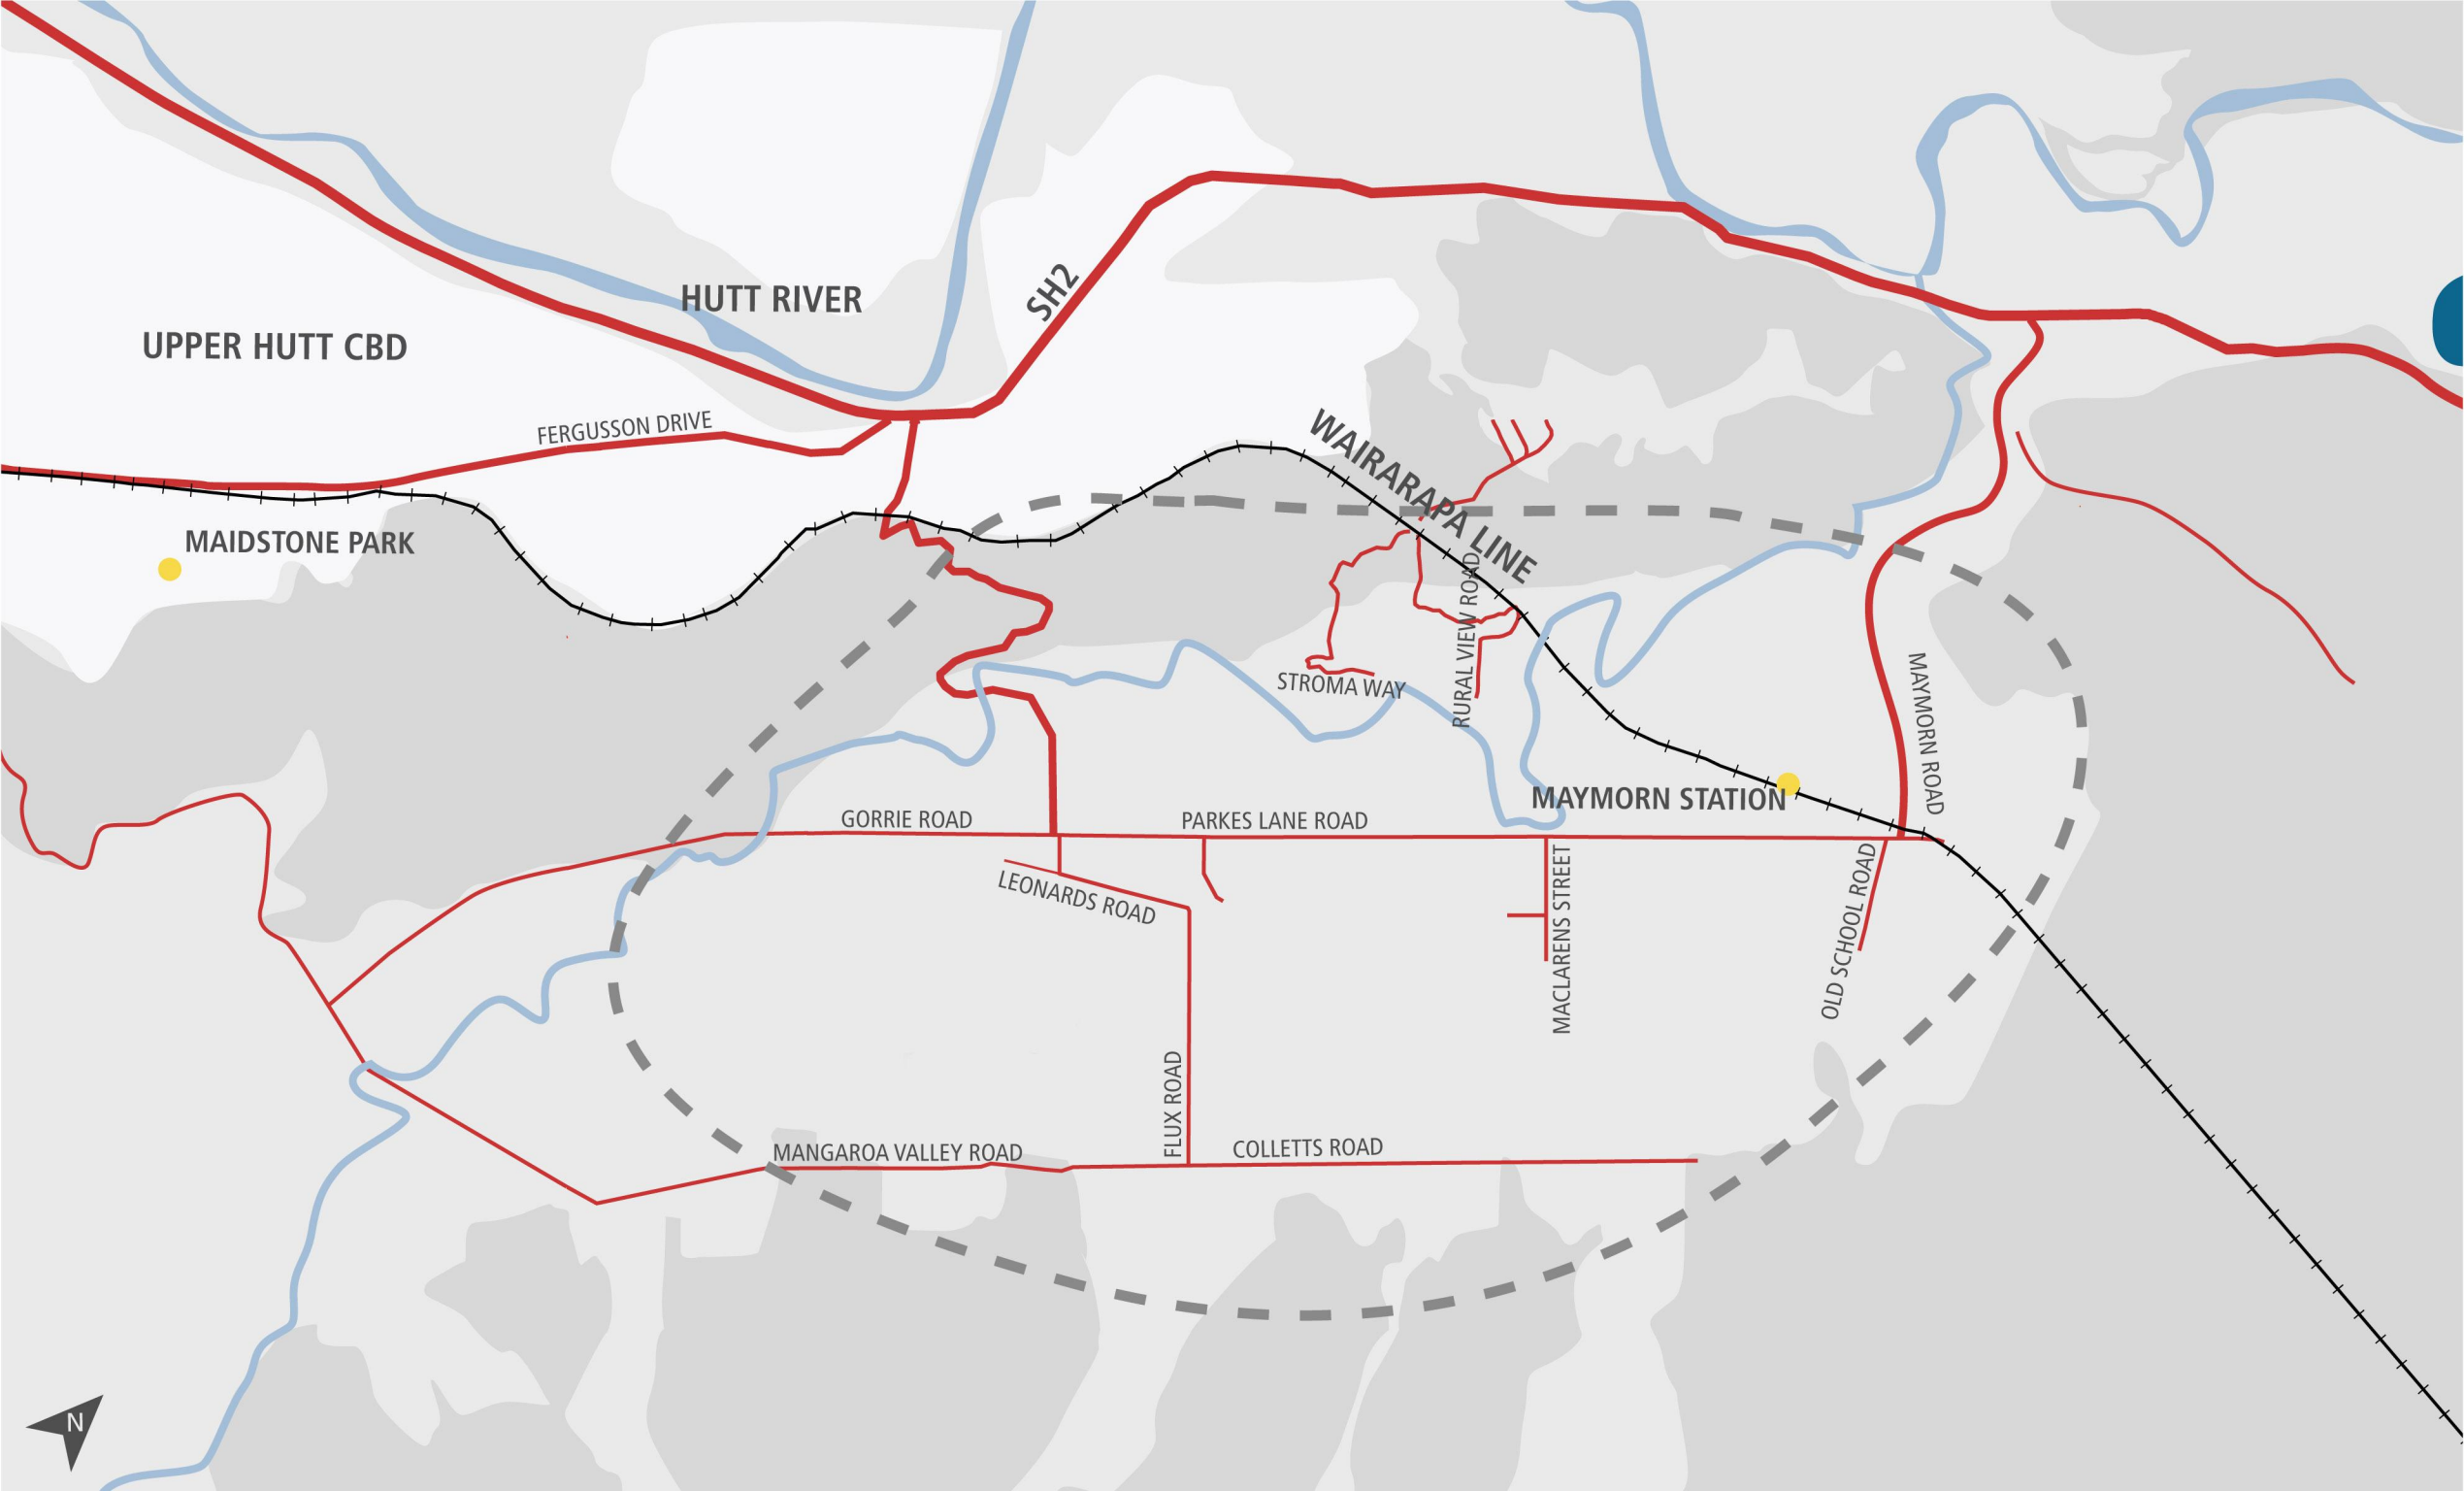 HUTT RIVER
SH2
UPPER HUTT CBD
FERGUSSON DRIVE
WAIRARAPA LINE
MAIDSTONE PARK
RURAL VIEW ROAD
STROMA WAY
MAYMORN ROAD
MAYMORN STATION
GORRIE ROAD
PARKES LANE ROAD
LEONARDS ROAD
MACLARENS STREET
OLD SCHOOL ROAD
FLUX ROAD
MANGAROA VALLEY ROAD
COLLETTS ROAD
N